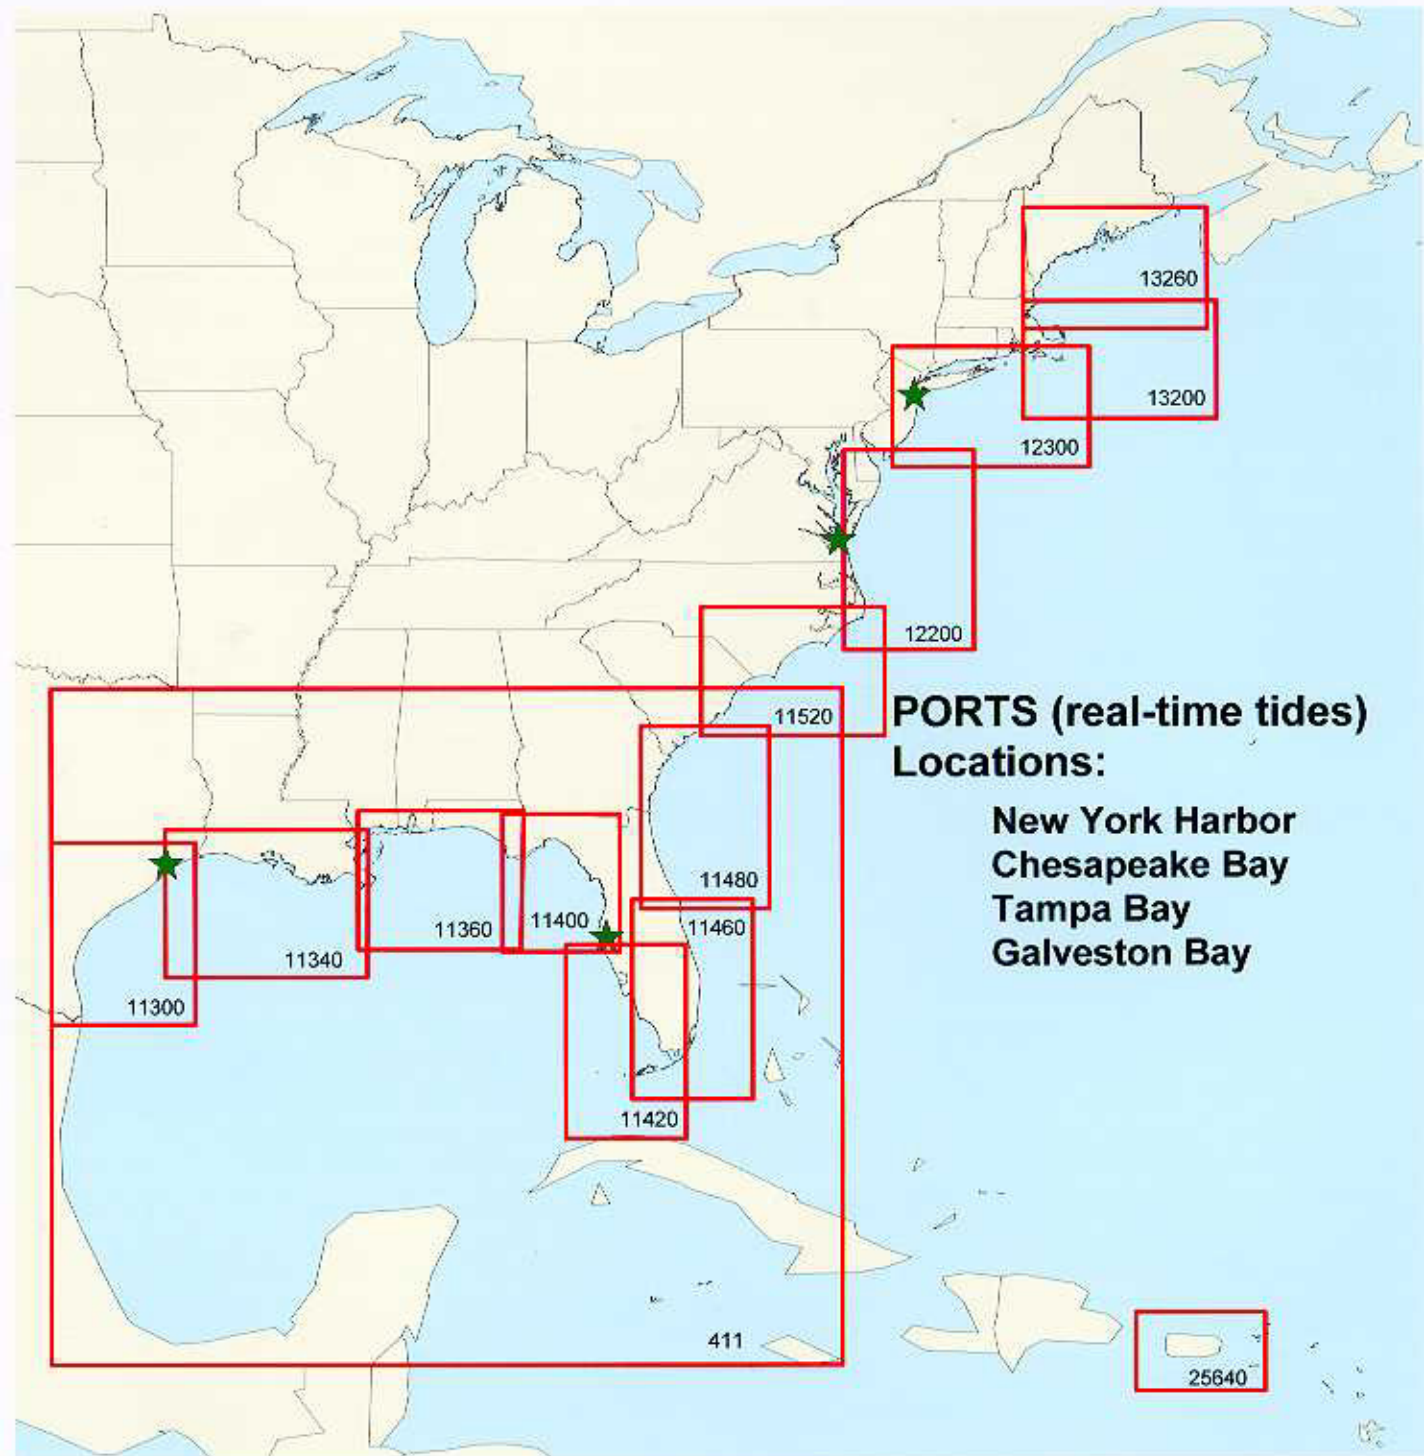 13260
13200
12300
12200
11520
PORTS (real-time tides)
Locations:
New York Harbor
Chesapeake Bay
Tampa Bay
Galveston Bay
11480
11400
11460
11360
11340
11300
11420
411
25640